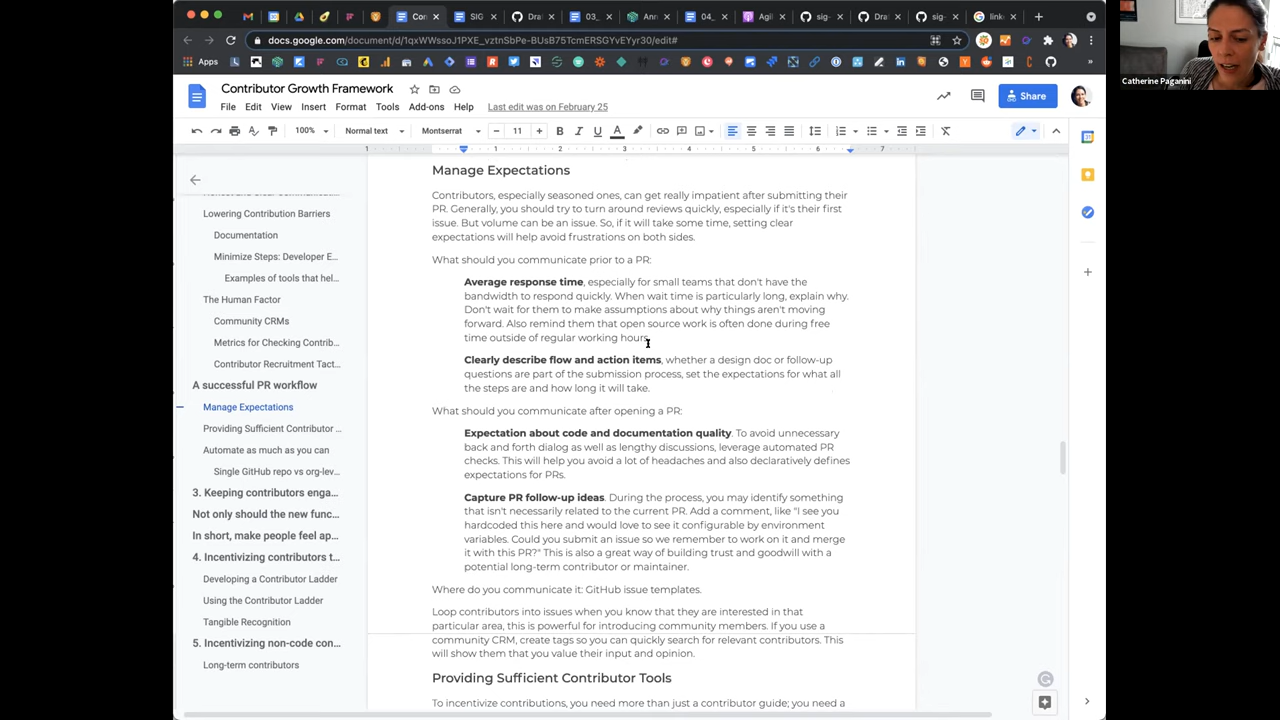 Con
SIG
Draf
03_
Ann
04_
Agil
sig-
Draf
sig-
link
docs.google.com/document/d/1qxWWssoJ1PXE_vztnSbPe-BUsB75TcmERSGYvEYyr30/edit#
Apps
Catherine Paganini
Contributor Growth Framework
File Edit View Insert Format Tools Add-ons Help Last edit was on February 25
Share
100% Normal text Montserrat 11
1 1 2 3 4 5 6 7
Lowering Contribution Barriers
Documentation
Minimize Steps: Developer E...
Examples of tools that hel...
The Human Factor
Community CRMs
Metrics for Checking Contrib...
Contributor Recruitment Tact...
A successful PR workflow
Manage Expectations
Providing Sufficient Contributor ...
Automate as much as you can
Single GitHub repo vs org-lev...
3. Keeping contributors enga...
Not only should the new func...
In short, make people feel ap...
4. Incentivizing contributors t...
Developing a Contributor Ladder
Using the Contributor Ladder
Tangible Recognition
5. Incentivizing non-code con...
Long-term contributors
Manage Expectations
Contributors, especially seasoned ones, can get really impatient after submitting their
PR. Generally, you should try to turn around reviews quickly, especially if it's their first
issue. But volume can be an issue. So, if it will take some time, setting clear
expectations will help avoid frustrations on both sides.
What should you communicate prior to a PR:
Average response time, especially for small teams that don't have the
bandwidth to respond quickly. When wait time is particularly long, explain why.
Don't wait for them to make assumptions about why things aren't moving
forward. Also remind them that open source work is often done during free
time outside of regular working hours.
Clearly describe flow and action items, whether a design doc or follow-up
questions are part of the submission process, set the expectations for what all
the steps are and how long it will take.
What should you communicate after opening a PR:
Expectation about code and documentation quality. To avoid unnecessary
back and forth dialog as well as lengthy discussions, leverage automated PR
checks. This will help you avoid a lot of headaches and also declaratively defines
expectations for PRs.
Capture PR follow-up ideas. During the process, you may identify something
that isn't necessarily related to the current PR. Add a comment, like "I see you
hardcoded this here and would love to see it configurable by environment
variables. Could you submit an issue so we remember to work on it and merge
it with this PR?" This is also a great way of building trust and goodwill with a
potential long-term contributor or maintainer.
Where do you communicate it: GitHub issue templates.
Loop contributors into issues when you know that they are interested in that
particular area, this is powerful for introducing community members. If you use a
community CRM, create tags so you can quickly search for relevant contributors. This
will show them that you value their input and opinion.
Providing Sufficient Contributor Tools
To incentivize contributions, you need more than just a contributor guide; you need a